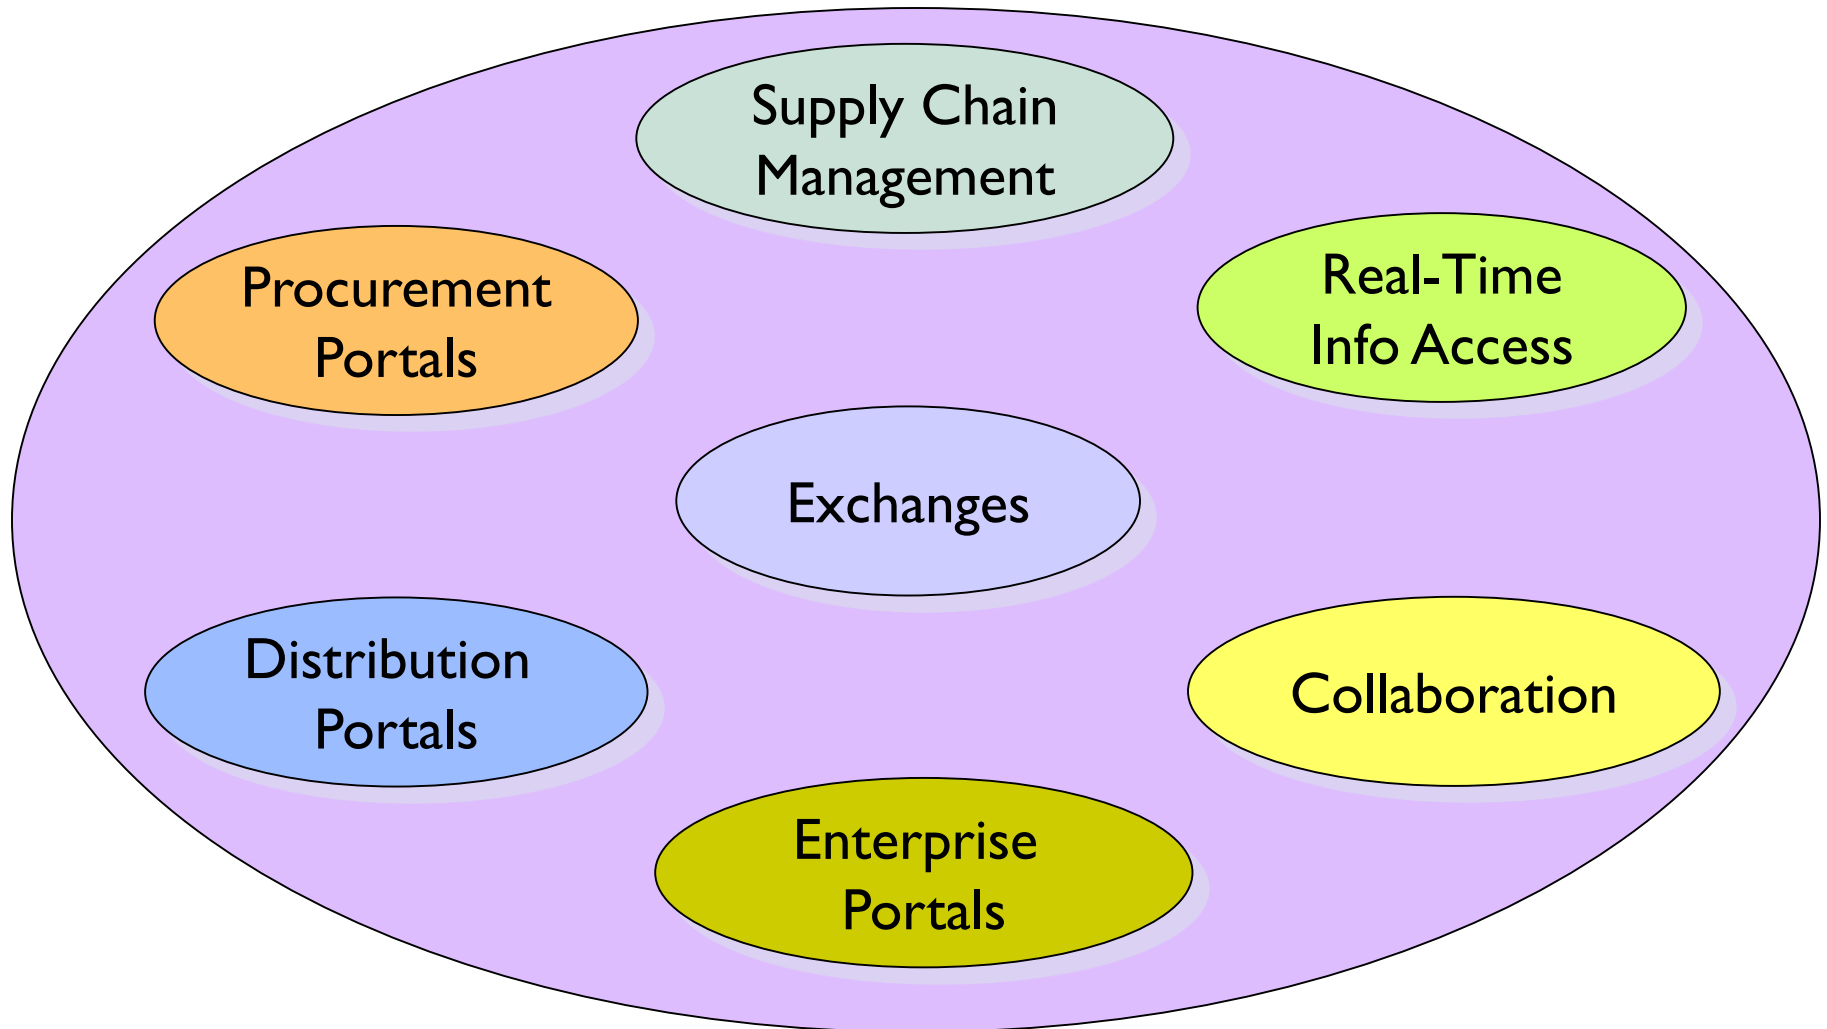 Supply Chain
Management
Procurement
Portals
Real-Time
Info Access
Exchanges
Distribution
Portals
Collaboration
Enterprise
Portals